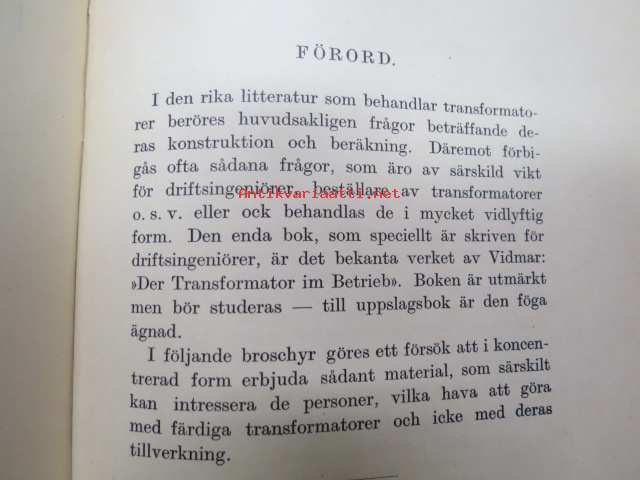 FÖRORD.
I den rika litteratur som behandlar transformato-
rer beröres huvudsakligen frågor beträffande de-
ras konstruktion och beräkning. Däremot förbi-
gås ofta sådana frågor, som äro av särskild vikt
för driftsingeniörer, beställare av transformatorer
Antikvariaatti.net
o. s. v. eller ock behandlas de i mycket vidlyftig
form. Den enda bok, som speciellt är skriven för
driftsingeniörer, är det bekanta verket av Vidmar:
»Der Transformator im Betrieb». Boken är utmärkt
men bör studeras — till uppslagsbok är den föga
ägnad.
I följande broschyr göres ett försök att i koncen-
trerad form erbjuda sådant material, som särskilt
kan intressera de personer, vilka hava att göra
med färdiga transformatorer och icke med deras
tillverkning.